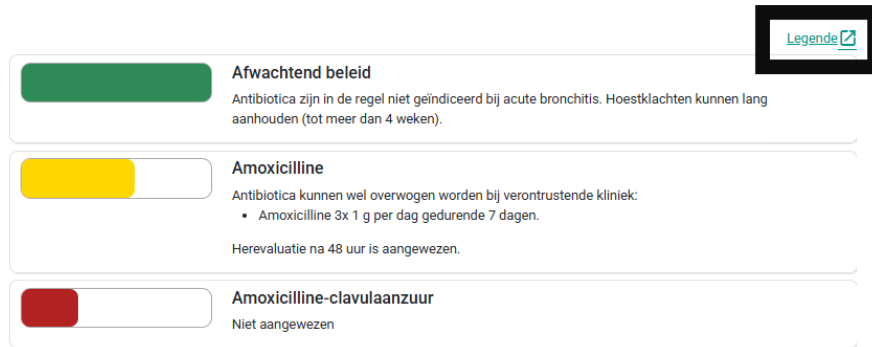 Legende
Afwachtend beleid
Antibiotica zijn in de regel niet geïndiceerd bij acute bronchitis. Hoestklachten kunnen lang
aanhouden (tot meer dan 4 weken).
Amoxicilline
Antibiotica kunnen wel overwogen worden bij verontrustende kliniek:
• Amoxicilline 3x 1 g per dag gedurende 7 dagen.
Herevaluatie na 48 uur is aangewezen.
Amoxicilline-clavulaanzuur
Niet aangewezen